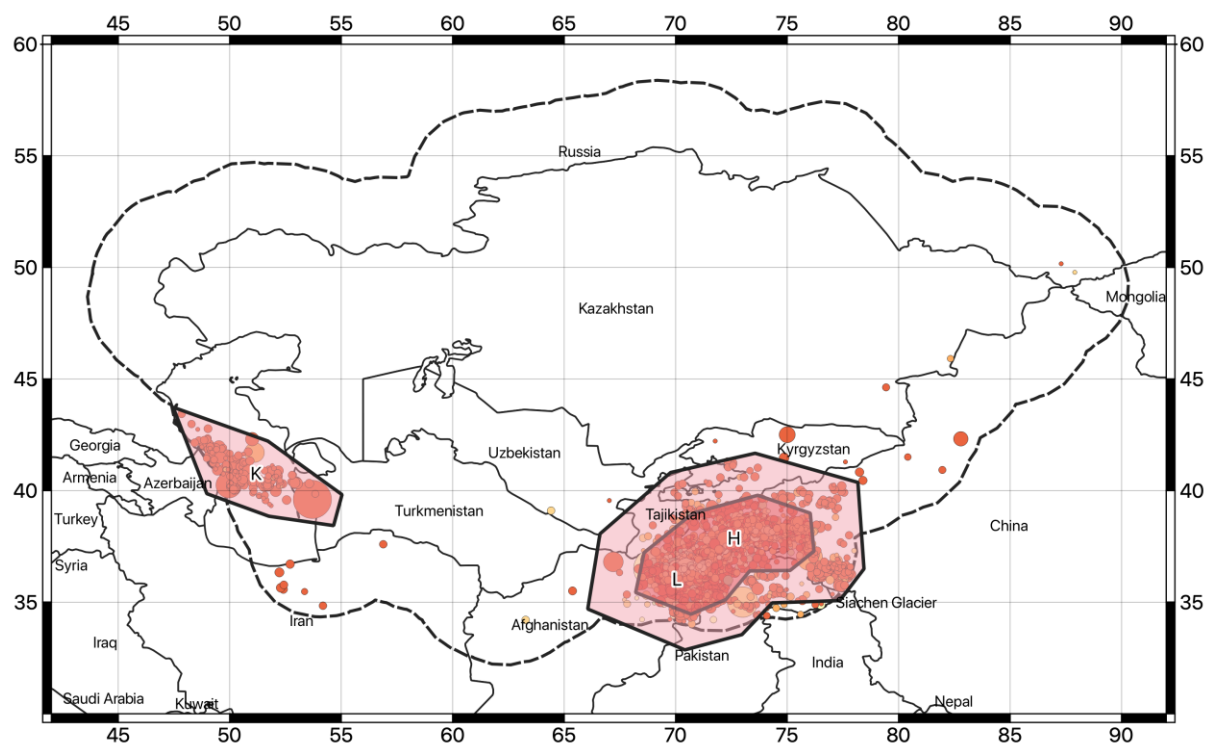 45 50 55 60 65 70 75 80 85 90
60 60
Russia
55 55
50 50
Mongolia
Kazakhstan
45 45
Georgia
Kyrgyzstan
Uzbekistan
K
Armenia
Azerbaijan
40 40
Turkmenistan
Tajikistan
Turkey
China
H
Syria
L
35 35
Siachen Glacier
Iran
Afghanistan
Iraq
Pakistan
India
Saudi Arabia
Kuwait
Nepal
45 50 55 60 65 70 75 80 85 90